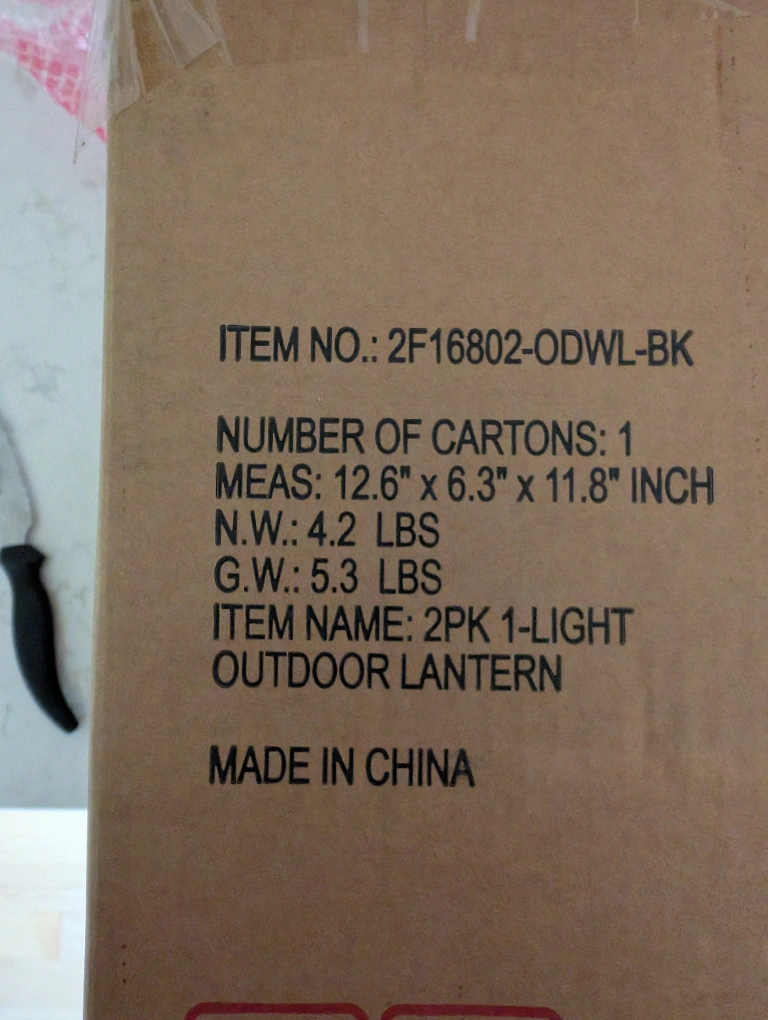 ITEM NO.: 2F16802-ODWL-BK
NUMBER OF CARTONS: 1
MEAS: 12.6" x 6.3" x 11.8" INCH
N.W.: 4.2 LBS
G.W.: 5.3 LBS
ITEM NAME: 2PK 1-LIGHT
OUTDOOR LANTERN
MADE IN CHINA